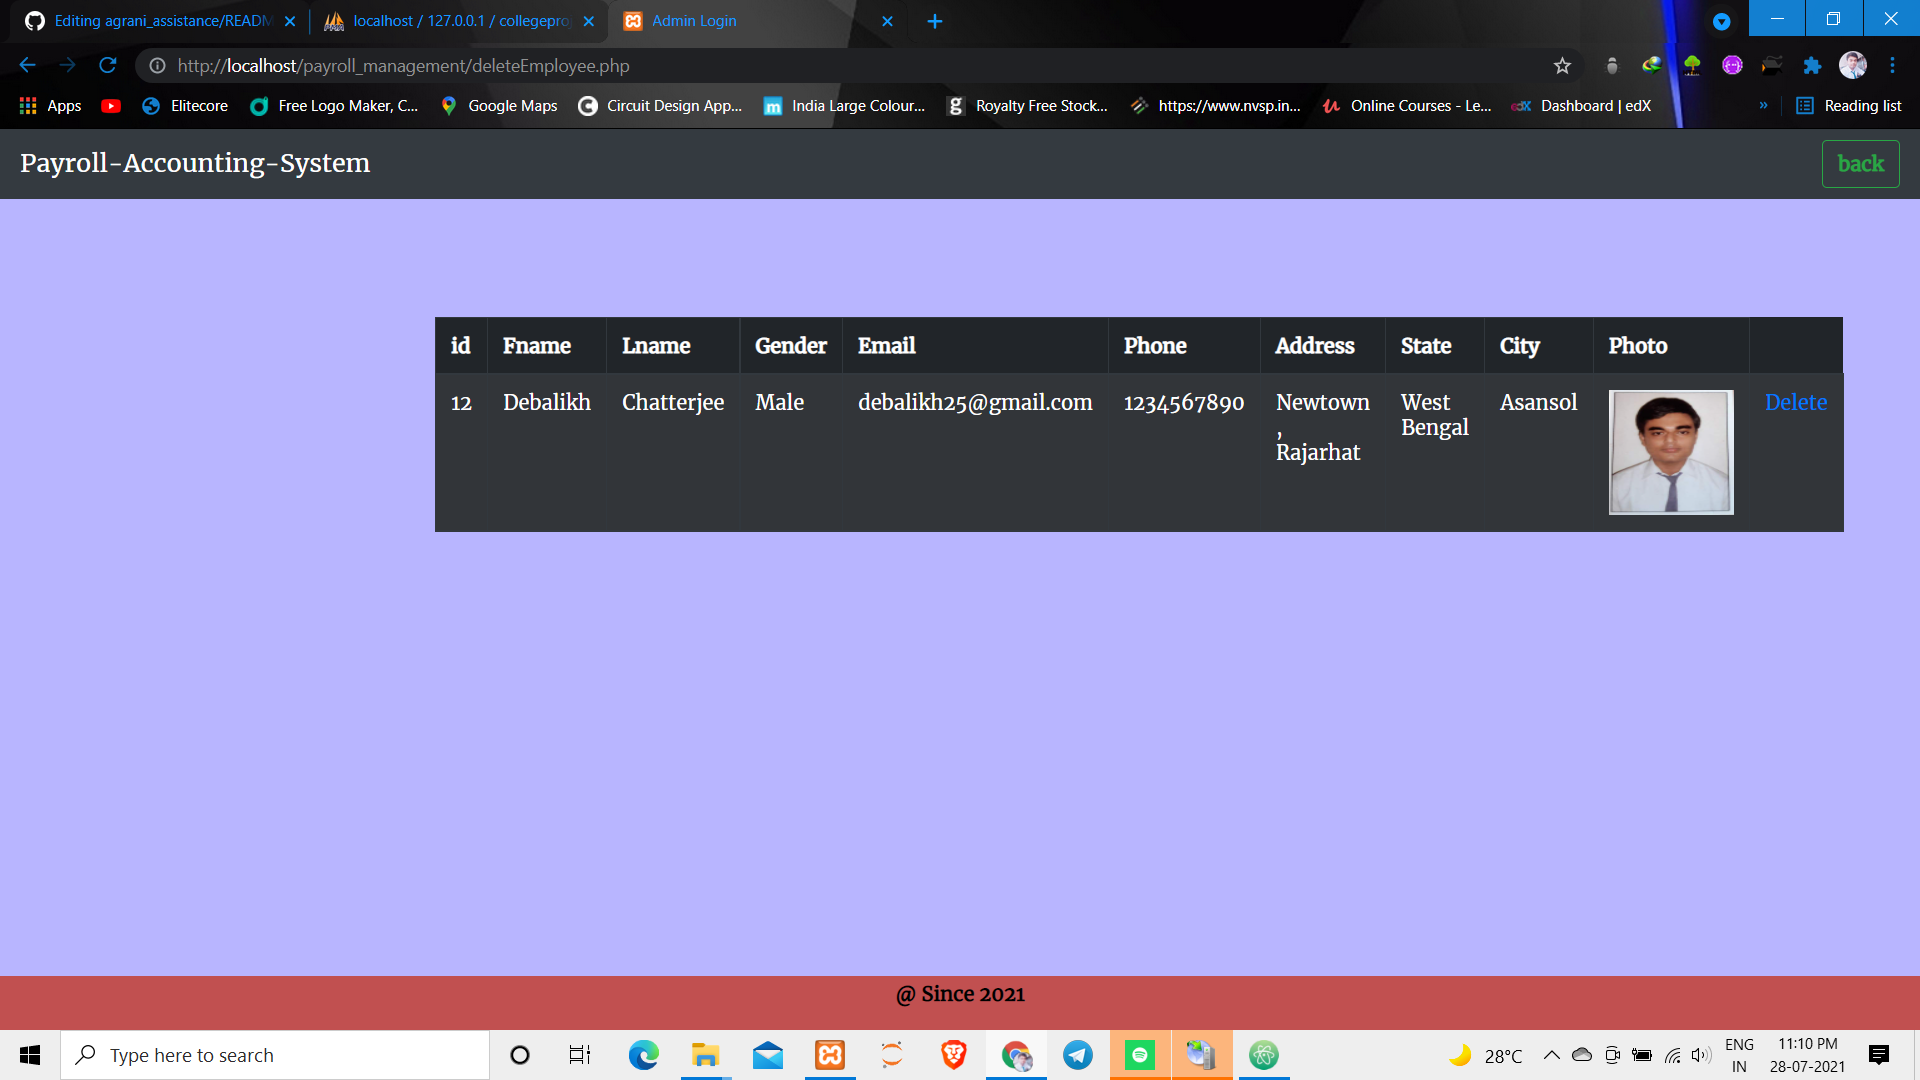 Editing agrani_assistance/READM
localhost / 127.0.0.1 / collegepro
Admin Login
http://localhost/payroll_management/deleteEmployee.php
Apps
Elitecore
Free Logo Maker, C...
Google Maps
Circuit Design App...
India Large Colour...
Royalty Free Stock...
https://www.nvsp.in...
Online Courses - Le...
Dashboard | edX
»
Reading list
Payroll-Accounting-System
back
id Fname Lname Gender Email Phone Address State City Photo
12 Debalikh Chatterjee Male debalikh25@gmail.com 1234567890 Newtown West Asansol Delete
, Bengal
Rajarhat
@ Since 2021
Type here to search
28°C
ENG
IN
11:10 PM
28-07-2021